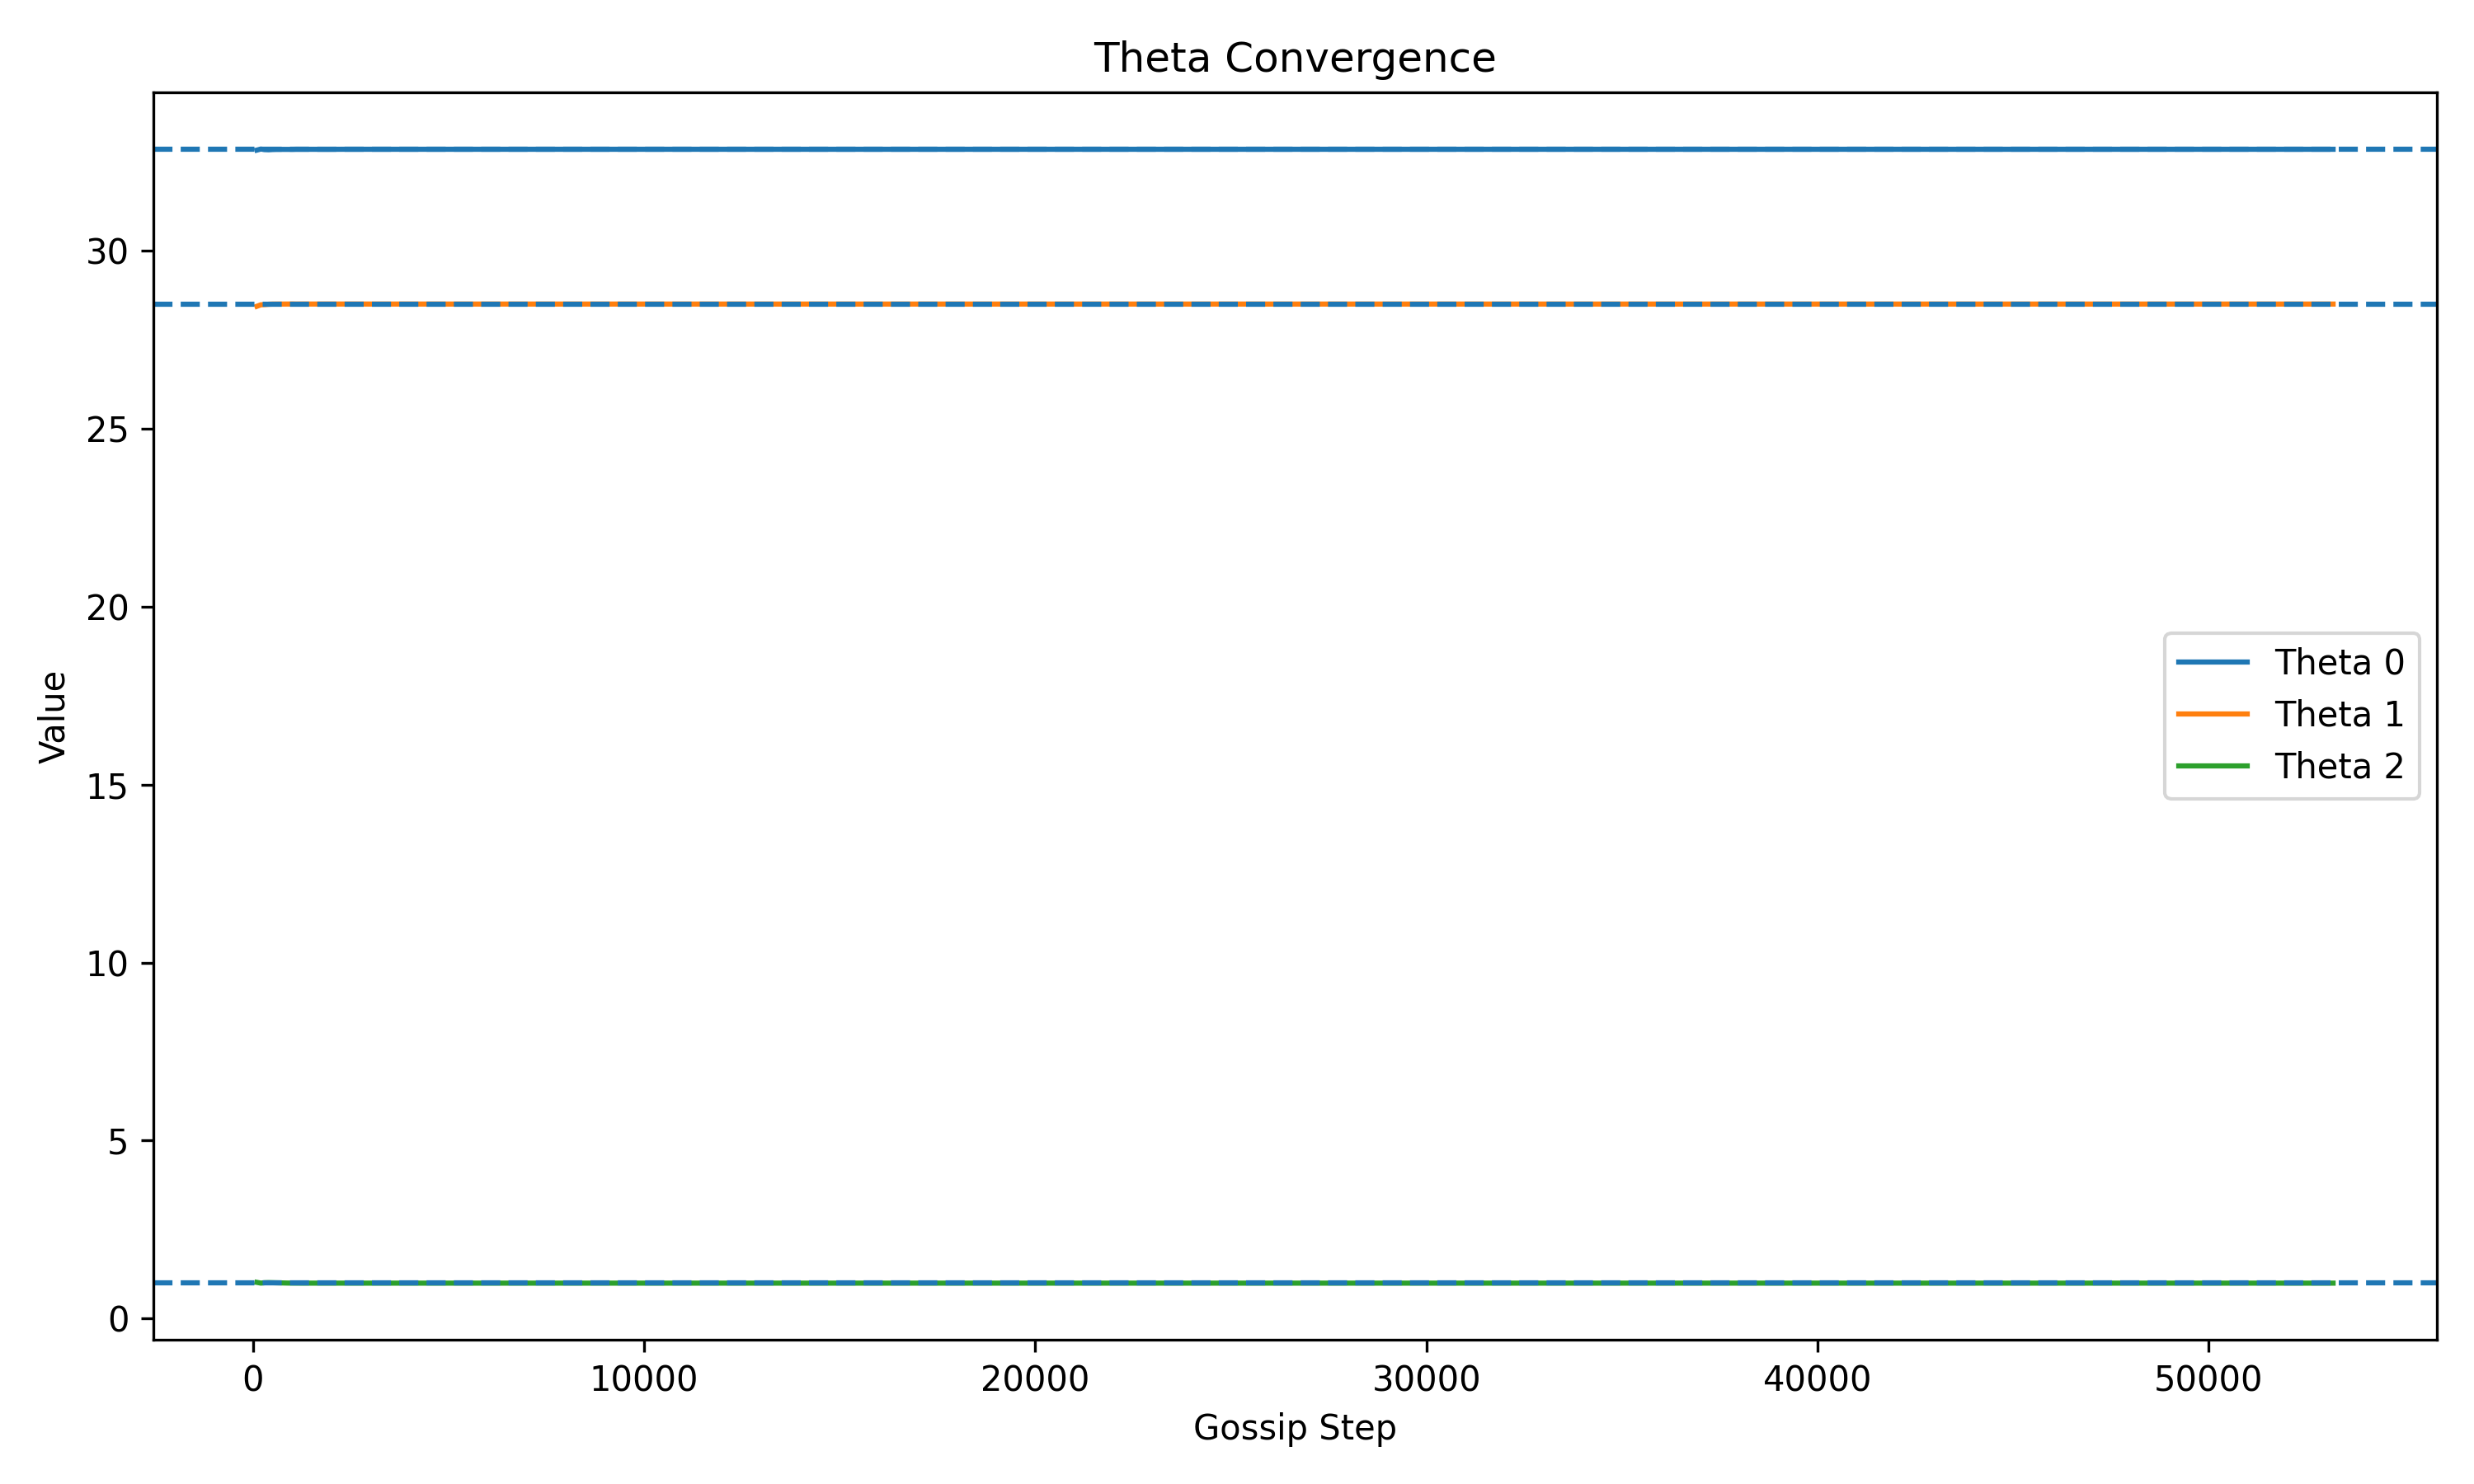 Theta Convergence
Value
30
25
20
15
10
5
0
Theta 0
Theta 1
Theta 2
0 10000 20000 30000 40000 50000
Gossip Step